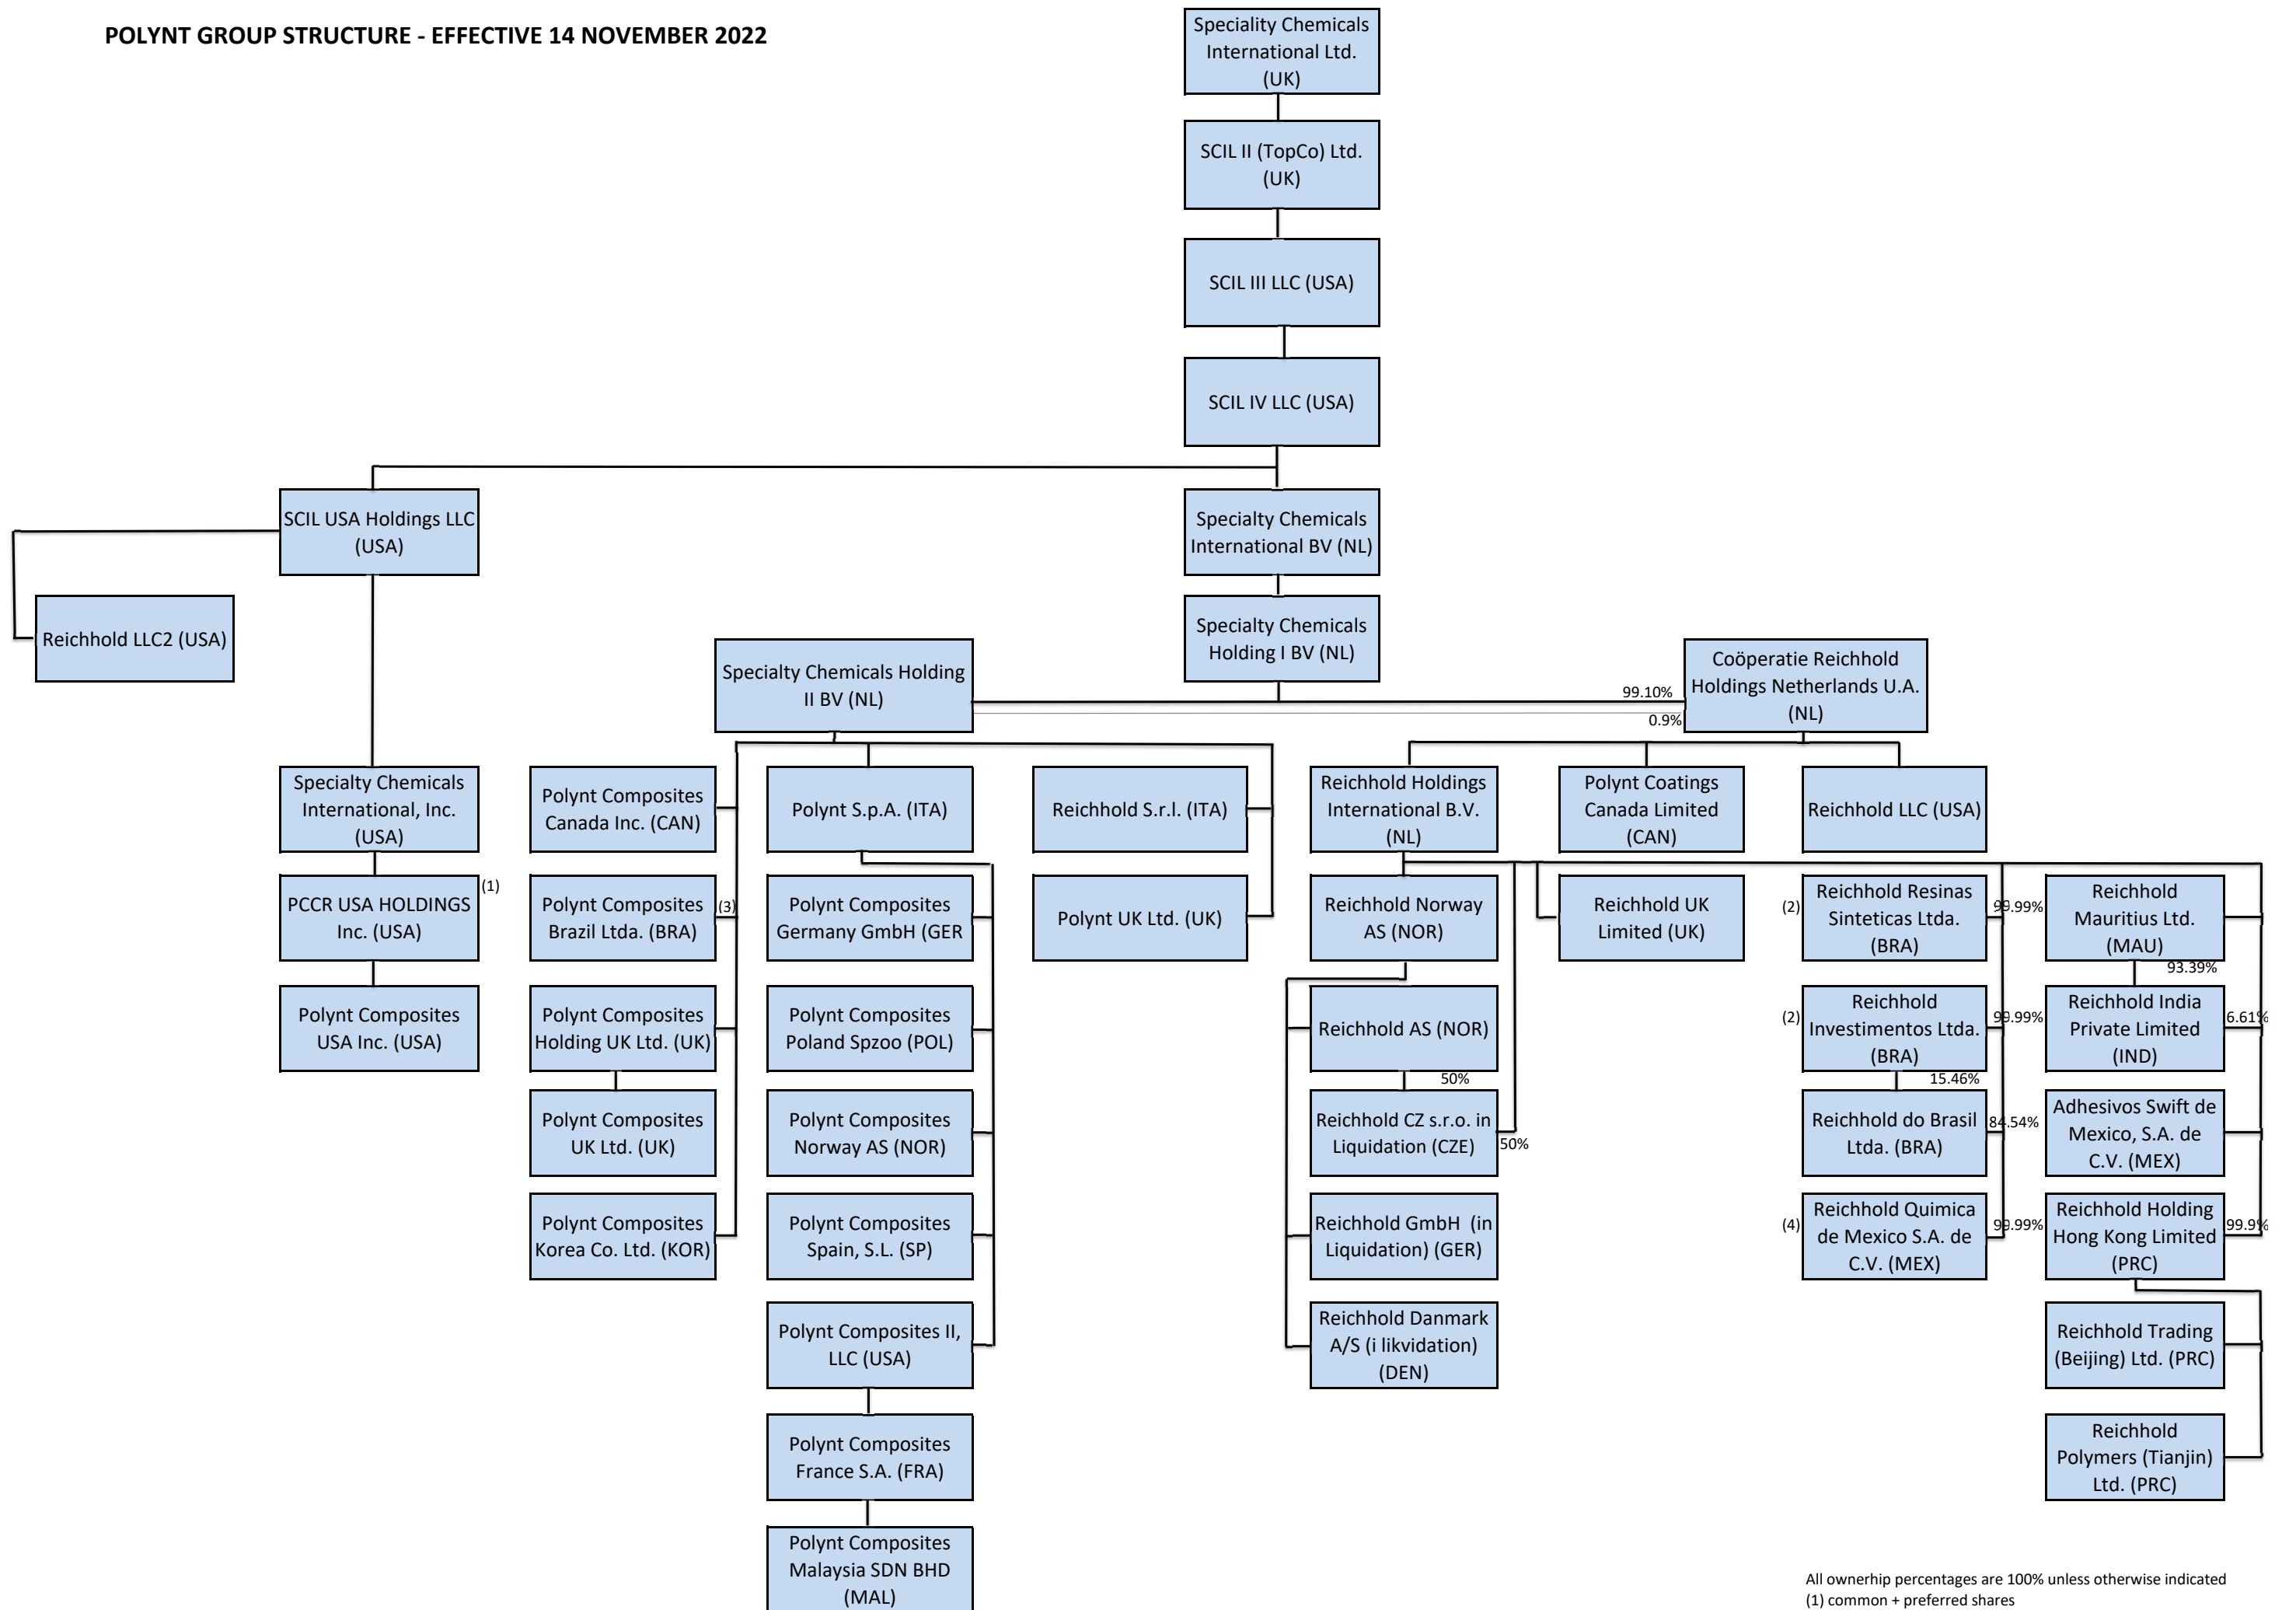 POLYNT GROUP STRUCTURE - EFFECTIVE 14 NOVEMBER 2022
Speciality Chemicals
International Ltd.
(UK)
SCIL II (TopCo) Ltd.
(UK)
SCIL III LLC (USA)
SCIL IV LLC (USA)
SCIL USA Holdings LLC
(USA)
Specialty Chemicals
International BV (NL)
Reichhold LLC2 (USA)
Specialty Chemicals
Holding I BV (NL)
Specialty Chemicals Holding
II BV (NL)
Coöperatie Reichhold
Holdings Netherlands U.A.
(NL)
99.10%
0.9%
Specialty Chemicals
International, Inc.
(USA)
Polynt Composites
Canada Inc. (CAN)
Polynt S.p.A. (ITA)
Reichhold S.r.l. (ITA)
Reichhold Holdings
International B.V.
(NL)
Polynt Coatings
Canada Limited
(CAN)
Reichhold LLC (USA)
PCCR USA HOLDINGS
Inc. (USA)
(1)
Polynt Composites
Brazil Ltda. (BRA)
(3)
Polynt Composites
Germany GmbH (GER
Polynt UK Ltd. (UK)
Reichhold Norway
AS (NOR)
Reichhold UK
Limited (UK)
(2)
Reichhold Resinas
Sinteticas Ltda.
(BRA)
99.99%
Reichhold
Mauritius Ltd.
(MAU)
93.39%
Polynt Composites
USA Inc. (USA)
Polynt Composites
Holding UK Ltd. (UK)
Polynt Composites
Poland Spzoo (POL)
Reichhold AS (NOR)
50%
(2)
Reichhold
Investimentos Ltda.
(BRA)
99.99%
15.46%
Reichhold India
Private Limited
(IND)
6.61%
Polynt Composites
UK Ltd. (UK)
Polynt Composites
Norway AS (NOR)
Reichhold CZ s.r.o. in
Liquidation (CZE)
50%
Reichhold do Brasil
Ltda. (BRA)
84.54%
Adhesivos Swift de
Mexico, S.A. de
C.V. (MEX)
Polynt Composites
Korea Co. Ltd. (KOR)
Polynt Composites
Spain, S.L. (SP)
Reichhold GmbH (in
Liquidation) (GER)
(4)
Reichhold Quimica
de Mexico S.A. de
C.V. (MEX)
99.99%
Reichhold Holding
Hong Kong Limited
(PRC)
99.9%
Polynt Composites II,
LLC (USA)
Reichhold Danmark
A/S (i likvidation)
(DEN)
Reichhold Trading
(Beijing) Ltd. (PRC)
Polynt Composites
France S.A. (FRA)
Reichhold
Polymers (Tianjin)
Ltd. (PRC)
Polynt Composites
Malaysia SDN BHD
(MAL)
All ownerhip percentages are 100% unless otherwise indicated
(1) common + preferred shares